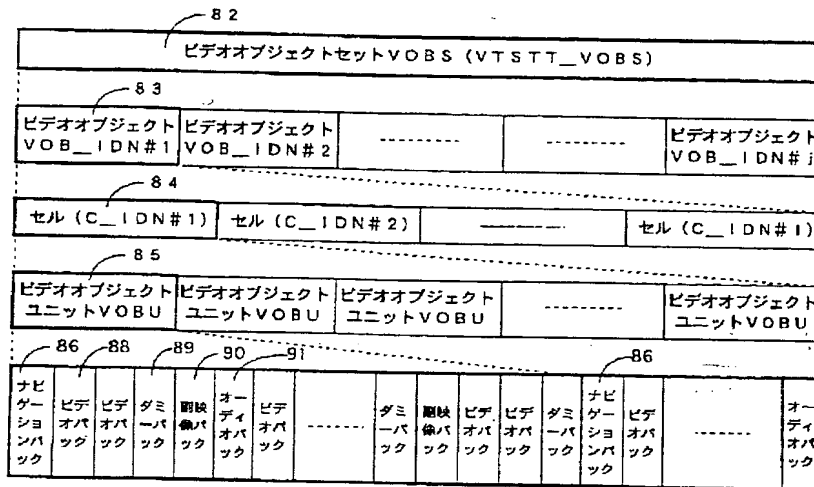 82
ビデオオブジェクトセットVOBS (VTSTT__VOBS)
83
ビデオオブジェクト
VOB__IDN#1
ビデオオブジェクト
VOB__IDN#2
ビデオオブジェクト
VOB__IDN#j
84
セル (C__IDN#1)
セル (C__IDN#2)
セル (C__IDN#l)
85
ビデオオブジェクト
ユニットVOBU
ビデオオブジェクト
ユニットVOBU
ビデオオブジェクト
ユニットVOBU
ビデオオブジェクト
ユニットVOBU
86
88
89
90
91
86
ナビゲーションパック
ビデオパック
ビデオパック
ダミーパック
副映像パック
オーディオパック
ビデオパック
ダミーパック
副映像パック
ビデオパック
ビデオパック
ダミーパック
ナビゲーションパック
ビデオパック
オーディオパック